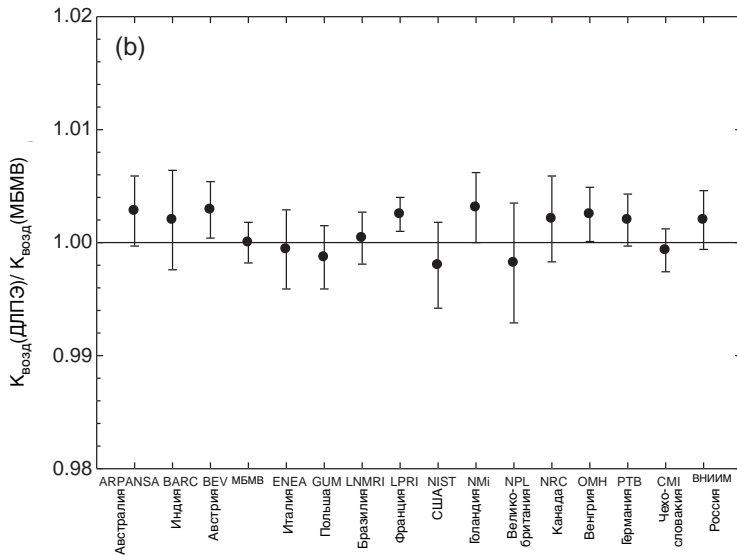 1.02
(b)
1.01
1.00
0.99
0.98
Kвозд(ДЛПЭ)/ Kвозд(МБМВ)
ARPANSA BARC BEV МБМВ ENEA GUM LNMRI LPRI NIST NMi NPL NRC OMH PTB CMI ВНИИМ
Австралия
Индия
Австрия
Италия
Польша
Бразилия
Франция
США
Голандия
Велико-
британия
Канада
Венгрия
Германия
Чехо-
словакия
Россия